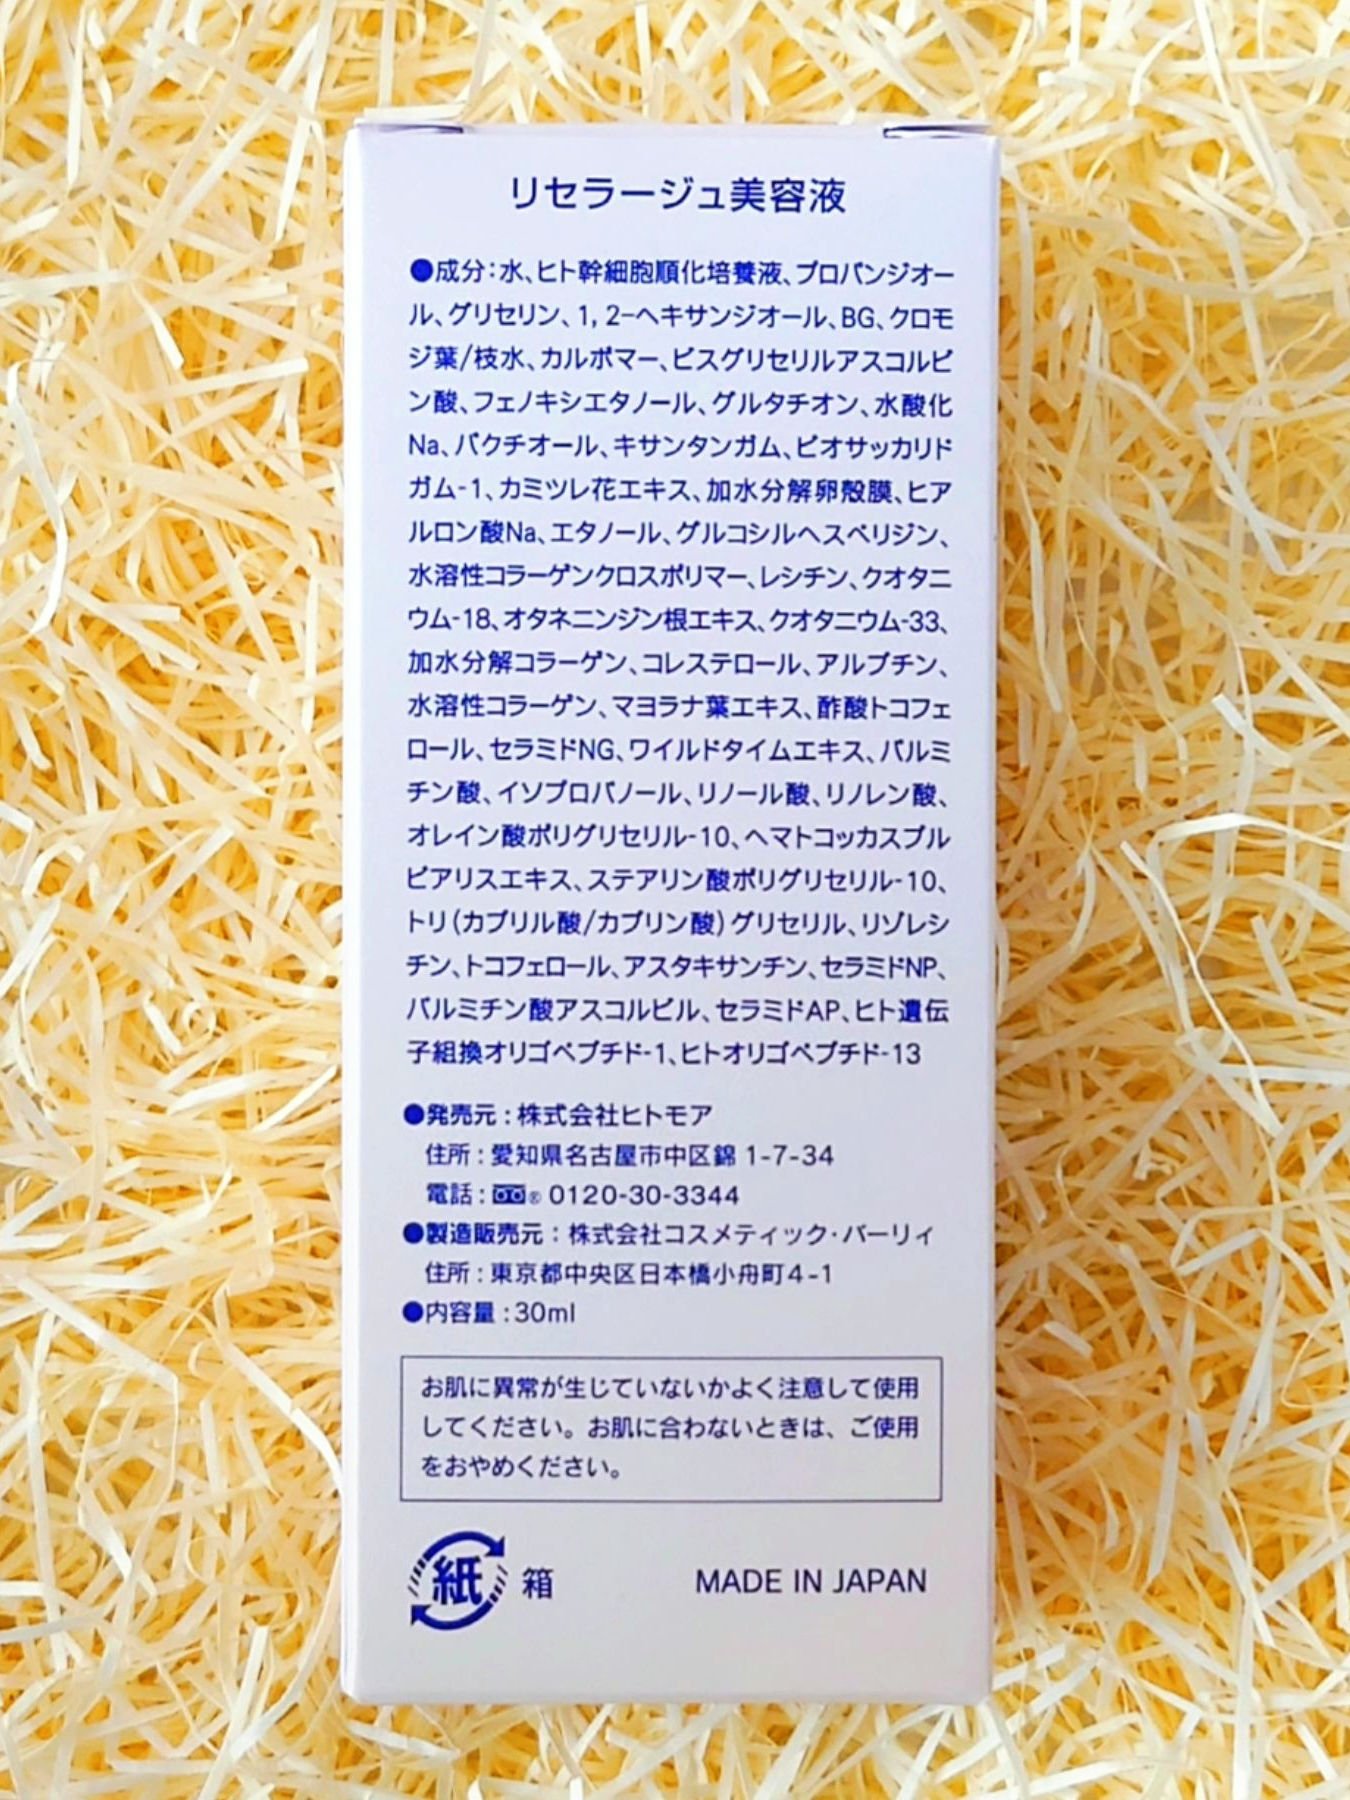 リセラージュ美容液
●成分：水、ヒト幹細胞順化培養液、プロパンジオー
ル、グリセリン、1, 2−ヘキサンジオール、BG、クロモ
ジ葉/枝水、カルボマー、ビスグリセリルアスコルビ
ン酸、フェノキシエタノール、グルタチオン、水酸化
Na、バクチオール、キサンタンガム、ビオサッカリド
ガム-1、カミツレ花エキス、加水分解卵殻膜、ヒア
ルロン酸Na、エタノール、グルコシルヘスペリジン、
水溶性コラーゲンクロスポリマー、レシチン、クオタニ
ウム-18、オタネニンジン根エキス、クオタニウム-33、
加水分解コラーゲン、コレステロール、アルブチン、
水溶性コラーゲン、マヨラナ葉エキス、酢酸トコフェ
ロール、セラミドNG、ワイルドタイムエキス、パルミ
チン酸、イソプロパノール、リノール酸、リノレン酸、
オレイン酸ポリグリセリル-10、ヘマトコッカスプル
ビアリスエキス、ステアリン酸ポリグリセリル-10、
トリ(カプリル酸/カプリン酸)グリセリル、リゾレシ
チン、トコフェロール、アスタキサンチン、セラミドNP、
パルミチン酸アスコルビル、セラミドAP、ヒト遺伝
子組換オリゴペプチド-1、ヒトオリゴペプチド-13
●発売元：株式会社ヒトモア
住所：愛知県名古屋市中区錦 1-7-34
電話：® 0120-30-3344
●製造販売元：株式会社コスメティック・バーリィ
住所：東京都中央区日本橋小舟町4-1
●内容量：30ml
お肌に異常が生じていないかよく注意して使用
してください。お肌に合わないときは、ご使用
をおやめください。
紙 箱 MADE IN JAPAN